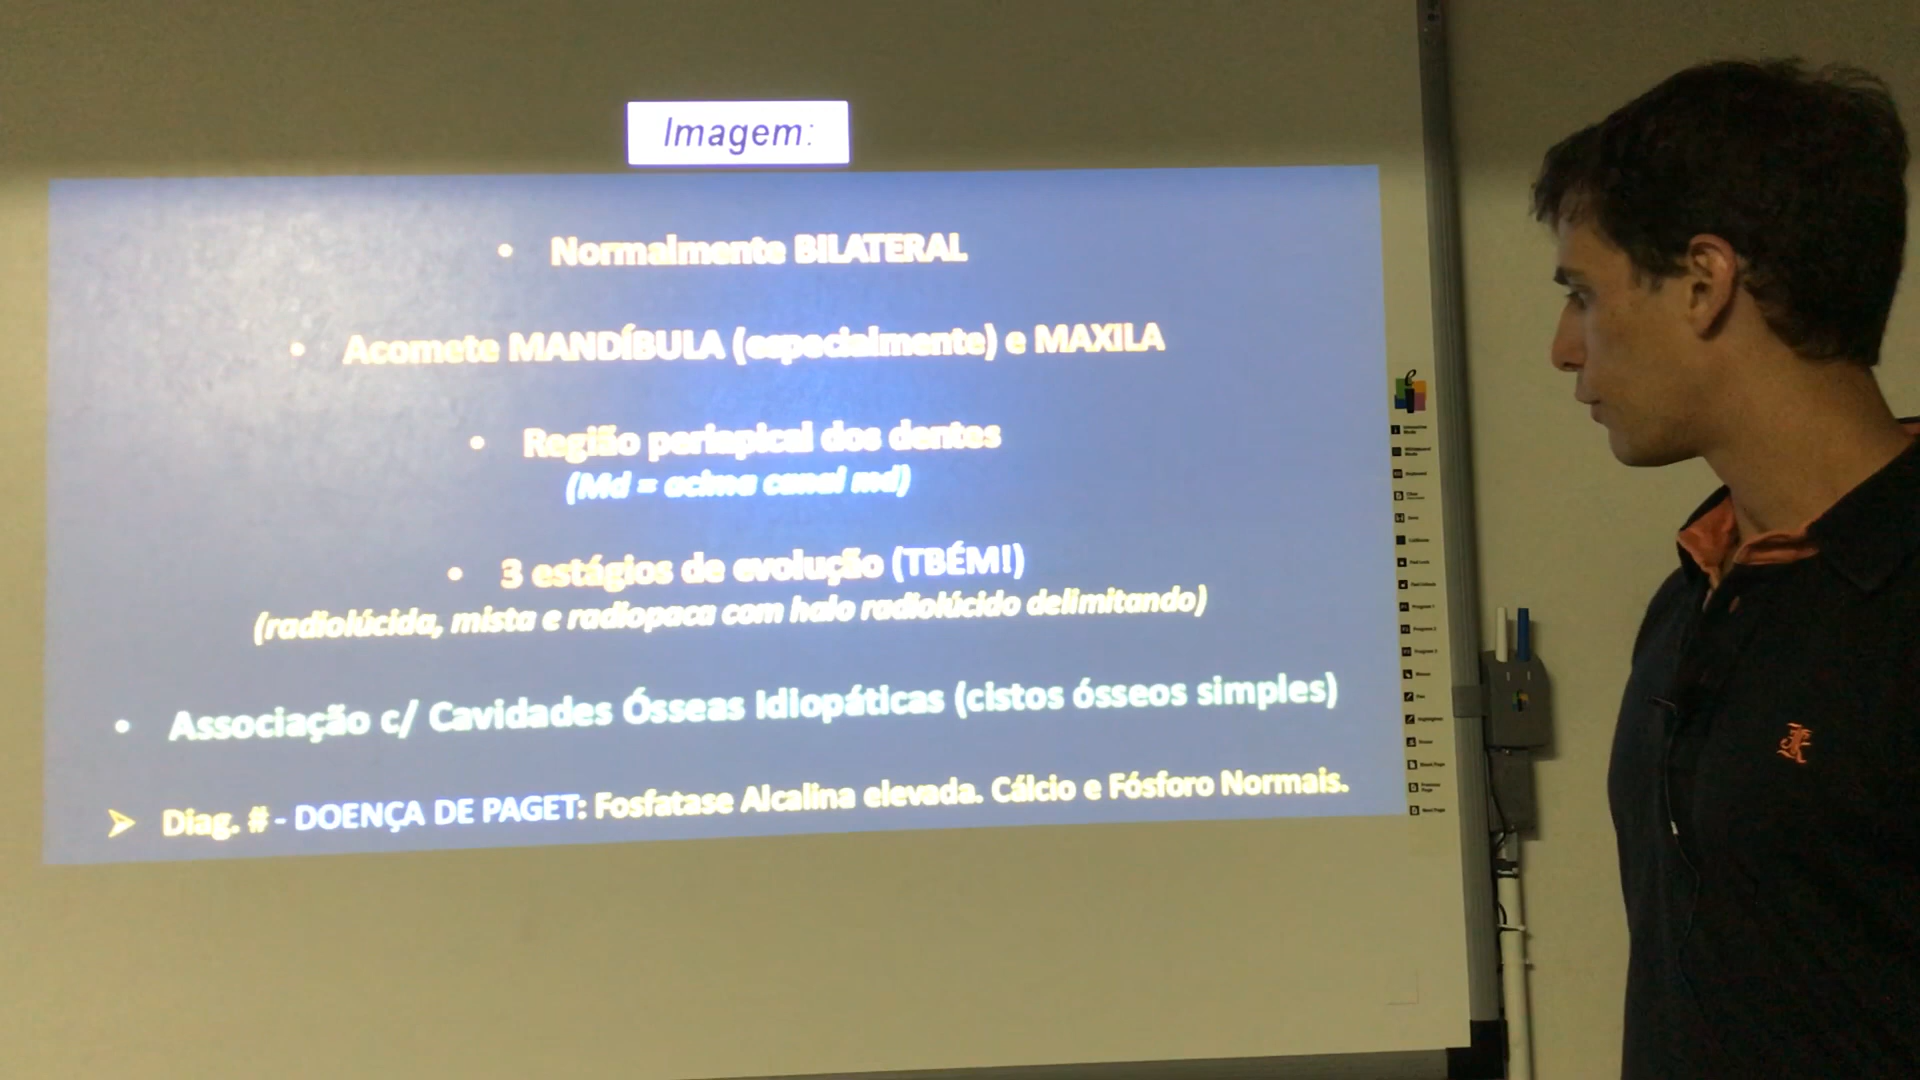 Imagem:
• Normalmente BILATERAL
• Acomete MANDÍBULA (especialmente) e MAXILA
• Região periapical dos dentes
(Md = acima canal md)
• 3 estágios de evolução (TBÉM!)
(radiolúcida, mista e radiopaca com halo radiolúcido delimitando)
• Associação c/ Cavidades Ósseas Idiopáticas (cistos ósseos simples)
➢ Diag. # - DOENÇA DE PAGET: Fosfatase Alcalina elevada. Cálcio e Fósforo Normais.